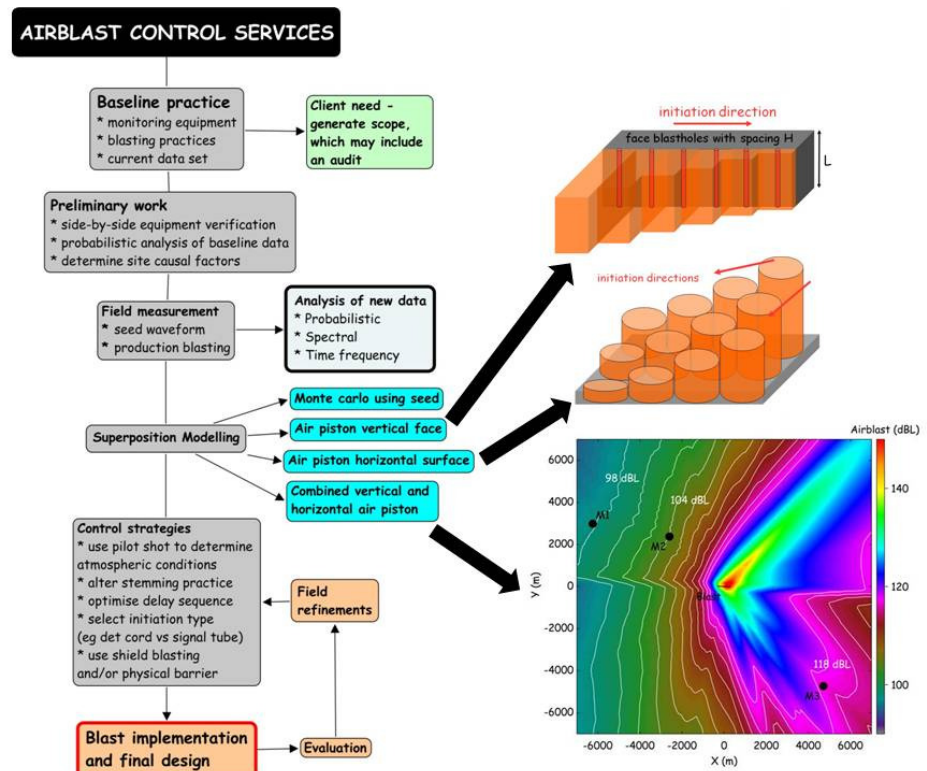 AIRBLAST CONTROL SERVICES
Baseline practice
* monitoring equipment
* blasting practices
* current data set
Client need -
generate scope,
which may include
an audit
Preliminary work
* side-by-side equipment verification
* probabilistic analysis of baseline data
* determine site causal factors
Field measurement
* seed waveform
* production blasting
Analysis of new data
* Probabilistic
* Spectral
* Time frequency
Superposition Modelling
Monte carlo using seed
Air piston vertical face
Air piston horizontal surface
Combined vertical and
horizontal air piston
Control strategies
* use pilot shot to determine
atmospheric conditions
* alter stemming practice
* optimise delay sequence
* select initiation type
(eg det cord vs signal tube)
* use shield blasting
and/or physical barrier
Field
refinements
Blast implementation
and final design
Evaluation
initiation direction
face blastholes with spacing H
L
initiation directions
Airblast (dBL)
98 dBL
104 dBL
118 dBL
M1
M2
M3
Blast
140
120
100
Y (m)
6000
4000
2000
0
-2000
-4000
-6000
-6000 -4000 -2000 0 2000 4000 6000
X (m)